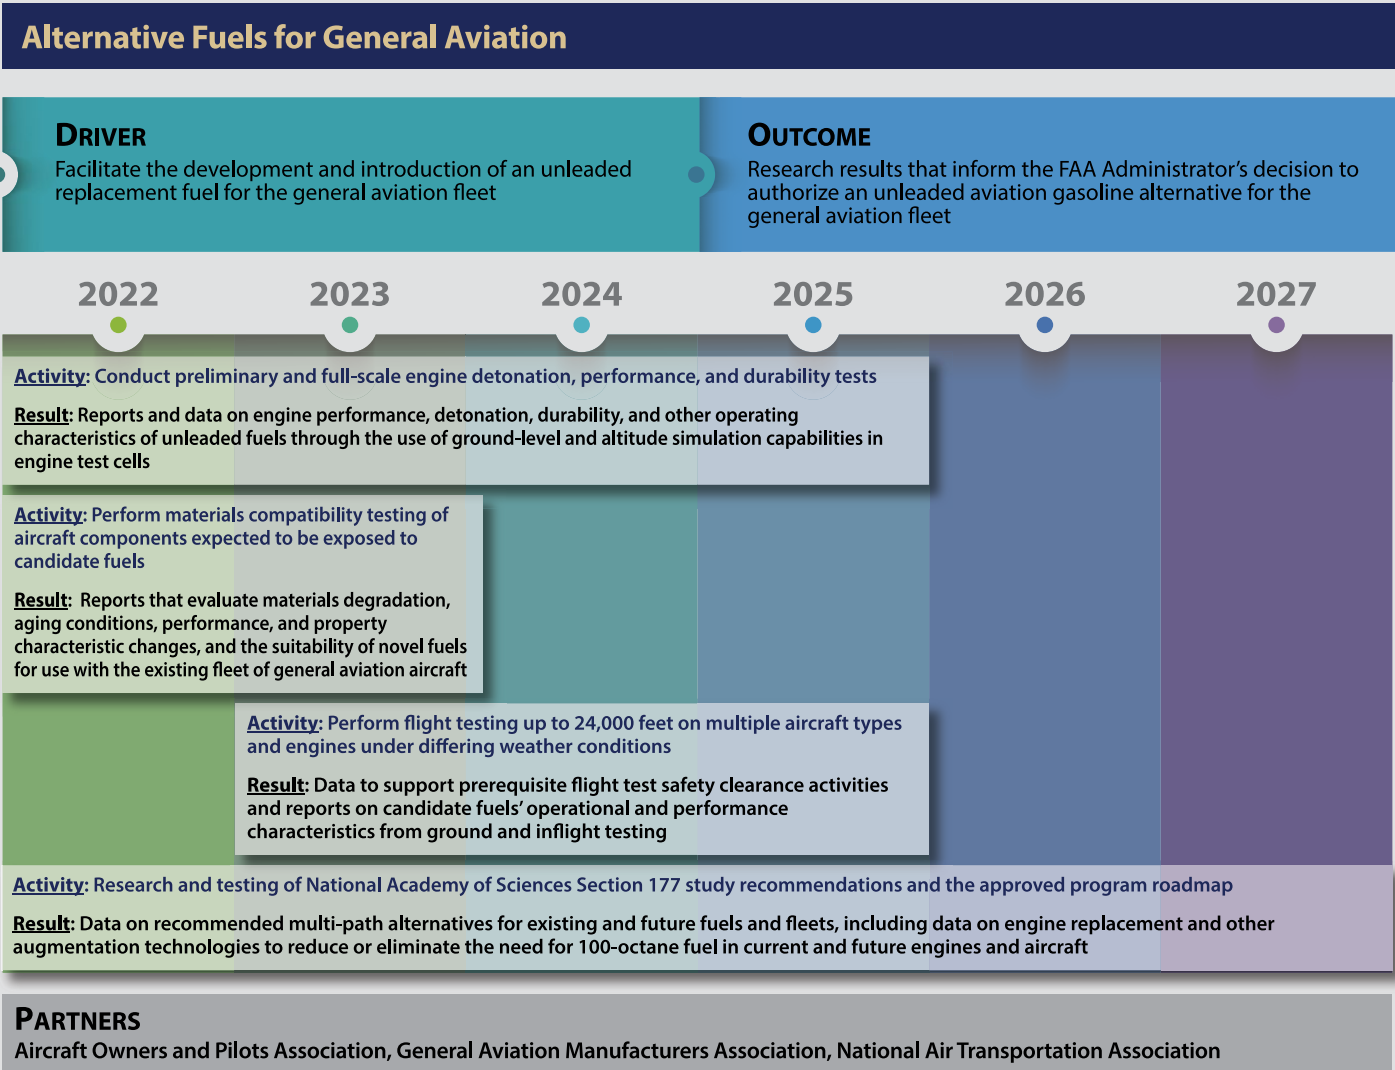 Alternative Fuels for General Aviation
DRIVER
Facilitate the development and introduction of an unleaded
replacement fuel for the general aviation fleet
OUTCOME
Research results that inform the FAA Administrator’s decision to
authorize an unleaded aviation gasoline alternative for the
general aviation fleet
2022 2023 2024 2025 2026 2027
Activity: Conduct preliminary and full-scale engine detonation, performance, and durability tests
Result: Reports and data on engine performance, detonation, durability, and other operating
characteristics of unleaded fuels through the use of ground-level and altitude simulation capabilities in
engine test cells
Activity: Perform materials compatibility testing of
aircraft components expected to be exposed to
candidate fuels
Result: Reports that evaluate materials degradation,
aging conditions, performance, and property
characteristic changes, and the suitability of novel fuels
for use with the existing fleet of general aviation aircraft
Activity: Perform flight testing up to 24,000 feet on multiple aircraft types
and engines under differing weather conditions
Result: Data to support prerequisite flight test safety clearance activities
and reports on candidate fuels’ operational and performance
characteristics from ground and inflight testing
Activity: Research and testing of National Academy of Sciences Section 177 study recommendations and the approved program roadmap
Result: Data on recommended multi-path alternatives for existing and future fuels and fleets, including data on engine replacement and other
augmentation technologies to reduce or eliminate the need for 100-octane fuel in current and future engines and aircraft
PARTNERS
Aircraft Owners and Pilots Association, General Aviation Manufacturers Association, National Air Transportation Association